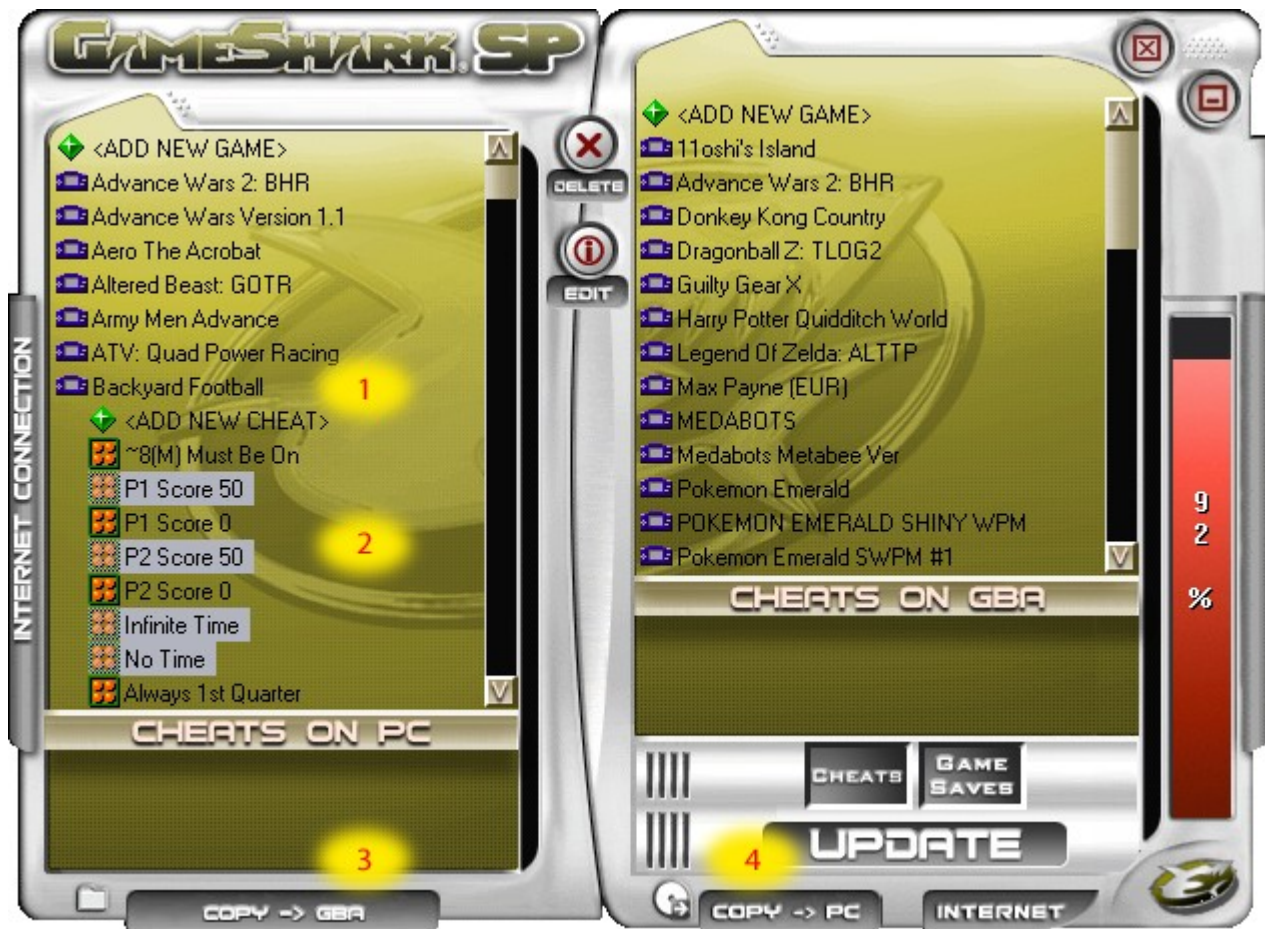 GAMESHARK.SP
<ADD NEW GAME>
Advance Wars 2: BHR
Advance Wars Version 1.1
Aero The Acrobat
Altered Beast: GOTR
Army Men Advance
ATV: Quad Power Racing
Backyard Football
1
<ADD NEW CHEAT>
~8(M) Must Be On
P1 Score 50
P1 Score 0
2
P2 Score 50
P2 Score 0
Infinite Time
No Time
Always 1st Quarter
CHEATS ON PC
3
COPY -> GBA
INTERNET CONNECTION
DELETE
EDIT
<ADD NEW GAME>
11oshi's Island
Advance Wars 2: BHR
Donkey Kong Country
Dragonball Z: TLOG2
Guilty Gear X
Harry Potter Quidditch World
Legend Of Zelda: ALTTP
Max Payne (EUR)
MEDABOTS
Medabots Metabee Ver
Pokemon Emerald
POKEMON EMERALD SHINY WPM
Pokemon Emerald SWPM #1
CHEATS ON GBA
CHEATS
GAME
SAVES
4
UPDATE
COPY -> PC
INTERNET
92%